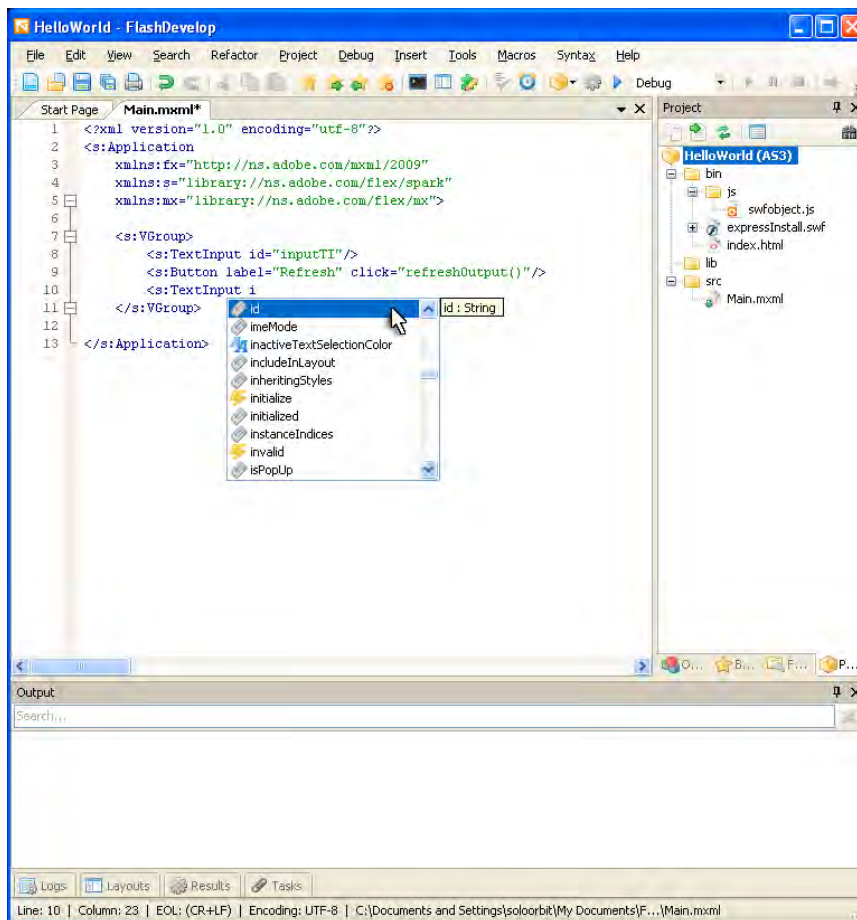 HelloWorld - FlashDevelop
File Edit View Search Refactor Project Debug Insert Tools Macros Syntax Help
Debug
Start Page Main.mxml*
1 <?xml version="1.0" encoding="utf-8"?>
2 <s:Application
3 xmlns:fx="http://ns.adobe.com/mxml/2009"
4 xmlns:s="library://ns.adobe.com/flex/spark"
5 xmlns:mx="library://ns.adobe.com/flex/mx">
6
7 <s:VGroup>
8 <s:TextInput id="inputTI"/>
9 <s:Button label="Refresh" click="refreshOutput()"/>
10 <s:TextInput i
11 </s:VGroup>
12
13 </s:Application>
id
imeMode
inactiveTextSelectionColor
includeInLayout
inheritingStyles
initialize
initialized
instanceIndices
invalid
isPopUp
id : String
Project
HelloWorld (AS3)
bin
js
swfobject.js
expressInstall.swf
index.html
lib
src
Main.mxml
O... B... F... P...
Output
Search...
Logs Layouts Results Tasks
Line: 10 | Column: 23 | EOL: (CR+LF) | Encoding: UTF-8 | C:\Documents and Settings\soloorbit\My Documents\F...\Main.mxml